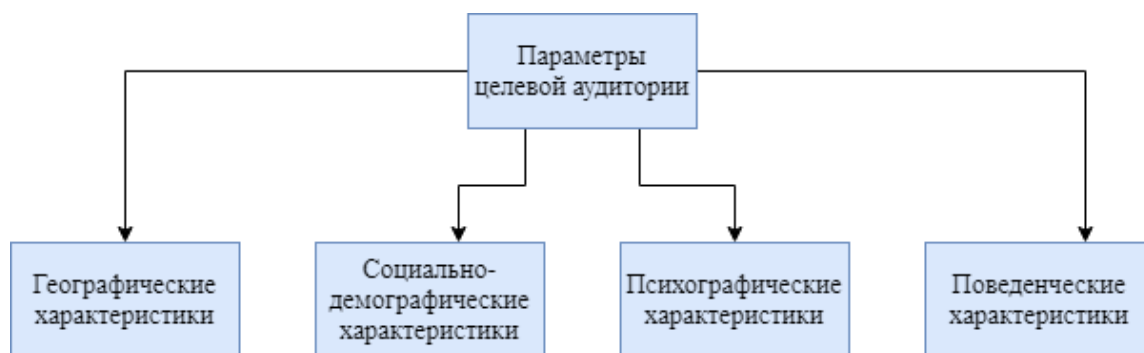 Параметры
целевой аудитории
Географические
характеристики
Социально-
демографические
характеристики
Психографические
характеристики
Поведенческие
характеристики